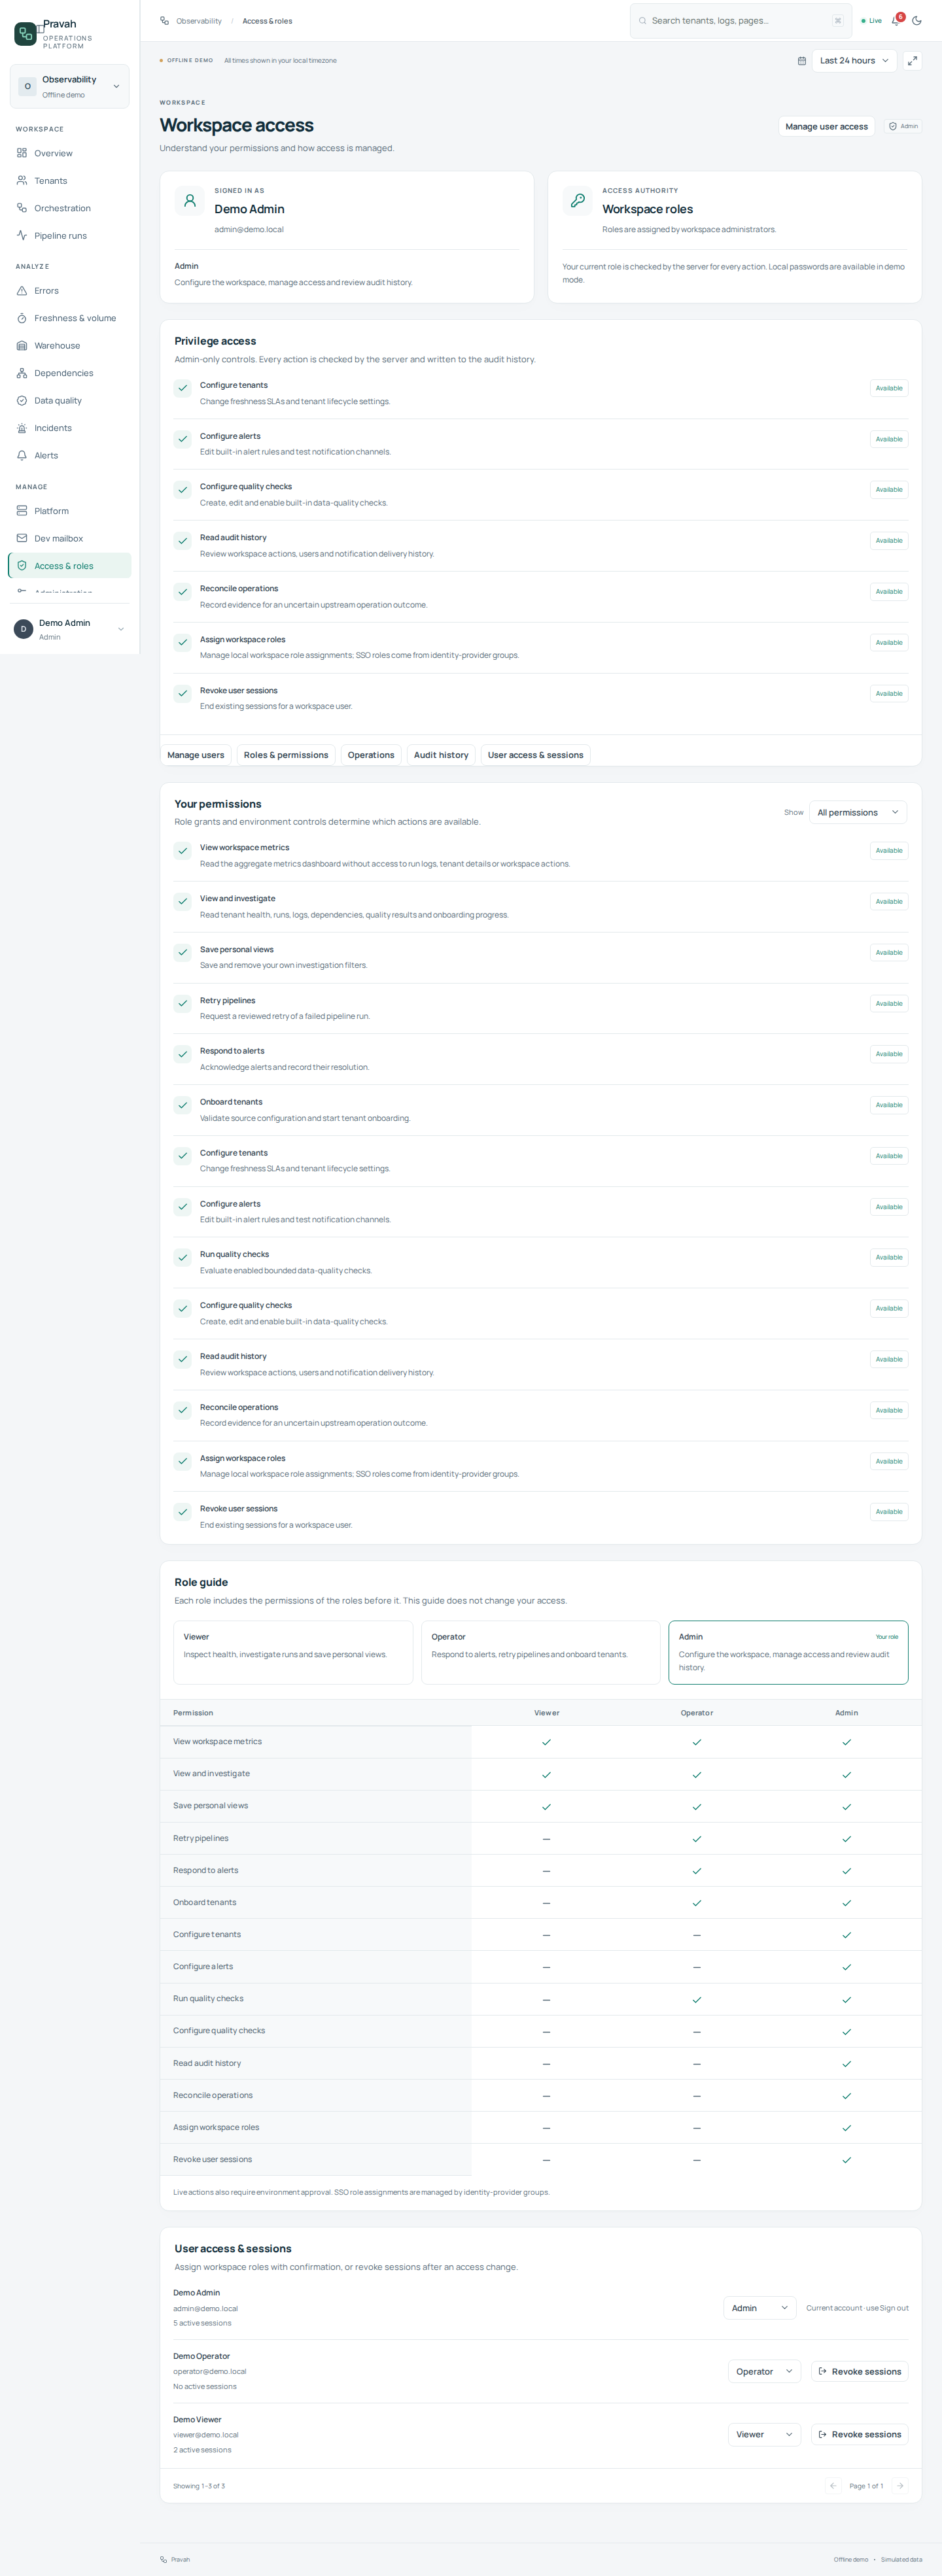 Pravah
OPERATIONS
PLATFORM
O
Observability
Offline demo
WORKSPACE
Overview
Tenants
Orchestration
Pipeline runs
ANALYZE
Errors
Freshness & volume
Warehouse
Dependencies
Data quality
Incidents
Alerts
MANAGE
Platform
Dev mailbox
Access & roles
Administration
D
Demo Admin
Admin
Observability / Access & roles
Search tenants, logs, pages...
⌘
Live
6
OFFLINE DEMO All times shown in your local timezone
Last 24 hours
WORKSPACE
Workspace access
Understand your permissions and how access is managed.
Manage user access
Admin
SIGNED IN AS
Demo Admin
admin@demo.local
Admin
Configure the workspace, manage access and review audit history.
ACCESS AUTHORITY
Workspace roles
Roles are assigned by workspace administrators.
Your current role is checked by the server for every action. Local passwords are available in demo
mode.
Privilege access
Admin-only controls. Every action is checked by the server and written to the audit history.
Configure tenants
Change freshness SLAs and tenant lifecycle settings.
Available
Configure alerts
Edit built-in alert rules and test notification channels.
Available
Configure quality checks
Create, edit and enable built-in data-quality checks.
Available
Read audit history
Review workspace actions, users and notification delivery history.
Available
Reconcile operations
Record evidence for an uncertain upstream operation outcome.
Available
Assign workspace roles
Manage local workspace role assignments; SSO roles come from identity-provider groups.
Available
Revoke user sessions
End existing sessions for a workspace user.
Available
Manage users Roles & permissions Operations Audit history User access & sessions
Your permissions
Role grants and environment controls determine which actions are available.
Show All permissions
View workspace metrics
Read the aggregate metrics dashboard without access to run logs, tenant details or workspace actions.
Available
View and investigate
Read tenant health, runs, logs, dependencies, quality results and onboarding progress.
Available
Save personal views
Save and remove your own investigation filters.
Available
Retry pipelines
Request a reviewed retry of a failed pipeline run.
Available
Respond to alerts
Acknowledge alerts and record their resolution.
Available
Onboard tenants
Validate source configuration and start tenant onboarding.
Available
Configure tenants
Change freshness SLAs and tenant lifecycle settings.
Available
Configure alerts
Edit built-in alert rules and test notification channels.
Available
Run quality checks
Evaluate enabled bounded data-quality checks.
Available
Configure quality checks
Create, edit and enable built-in data-quality checks.
Available
Read audit history
Review workspace actions, users and notification delivery history.
Available
Reconcile operations
Record evidence for an uncertain upstream operation outcome.
Available
Assign workspace roles
Manage local workspace role assignments; SSO roles come from identity-provider groups.
Available
Revoke user sessions
End existing sessions for a workspace user.
Available
Role guide
Each role includes the permissions of the roles before it. This guide does not change your access.
Viewer
Inspect health, investigate runs and save personal views.
Operator
Respond to alerts, retry pipelines and onboard tenants.
Admin Your role
Configure the workspace, manage access and review audit
history.
Permission Viewer Operator Admin
View workspace metrics
View and investigate
Save personal views
Retry pipelines —
Respond to alerts —
Onboard tenants —
Configure tenants — —
Configure alerts — —
Run quality checks —
Configure quality checks — —
Read audit history — —
Reconcile operations — —
Assign workspace roles — —
Revoke user sessions — —
Live actions also require environment approval. SSO role assignments are managed by identity-provider groups.
User access & sessions
Assign workspace roles with confirmation, or revoke sessions after an access change.
Demo Admin
admin@demo.local
5 active sessions
Admin
Current account · use Sign out
Demo Operator
operator@demo.local
No active sessions
Operator
Revoke sessions
Demo Viewer
viewer@demo.local
2 active sessions
Viewer
Revoke sessions
Showing 1–3 of 3
Page 1 of 1
Pravah
Offline demo • Simulated data